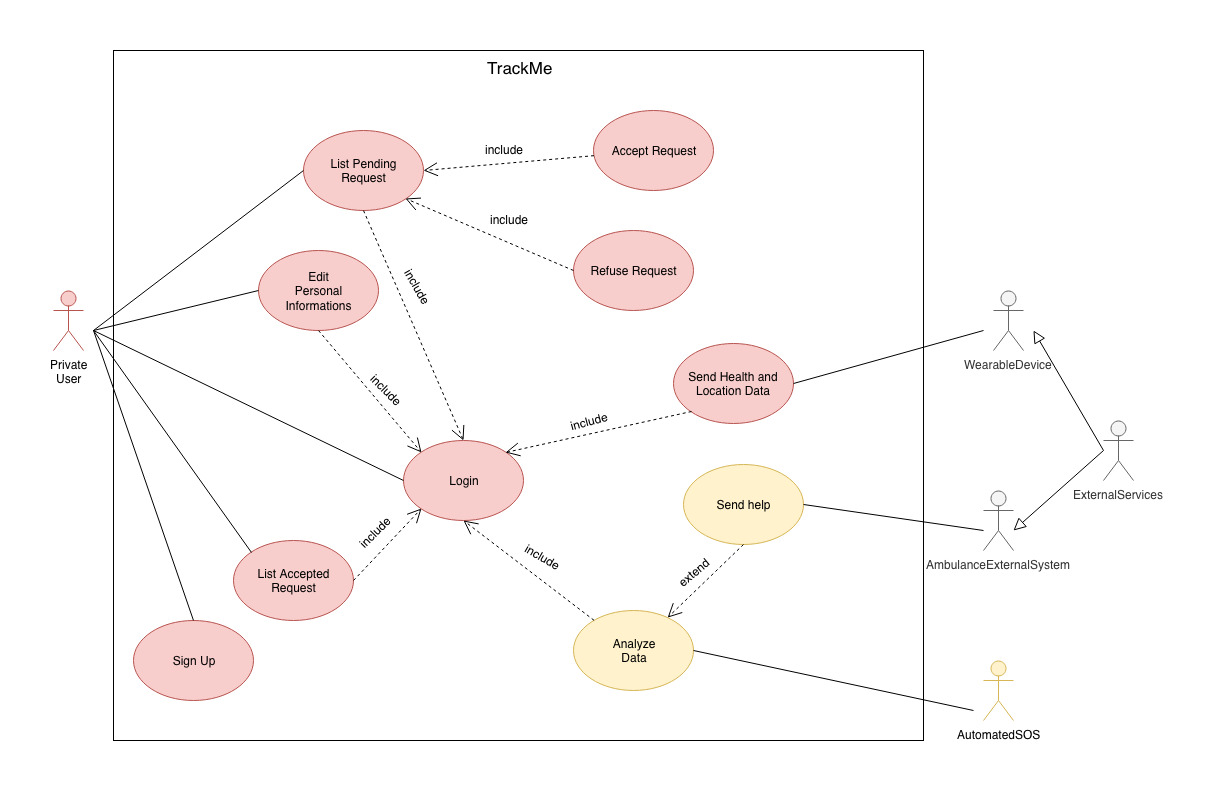 TrackMe
List Pending
Request
include
Accept Request
include
Refuse Request
Edit
Personal
Informations
include
Private
User
WearableDevice
Send Health and
Location Data
include
include
Login
Send help
ExternalServices
include
include
extend
AmbulanceExternalSystem
List Accepted
Request
Analyze
Data
Sign Up
AutomatedSOS